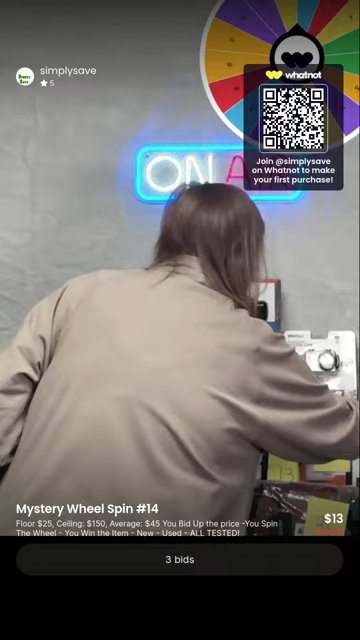 simplysave
5
whatnot
Join @simplysave
on Whatnot to make
your first purchase!
ON A
Mystery Wheel Spin #14
$13
Floor $25, Ceiling: $150, Average: $45 You Bid Up the price -You Spin
The Wheel - You Win the Item - New - Used - ALL TESTED!
3 bids